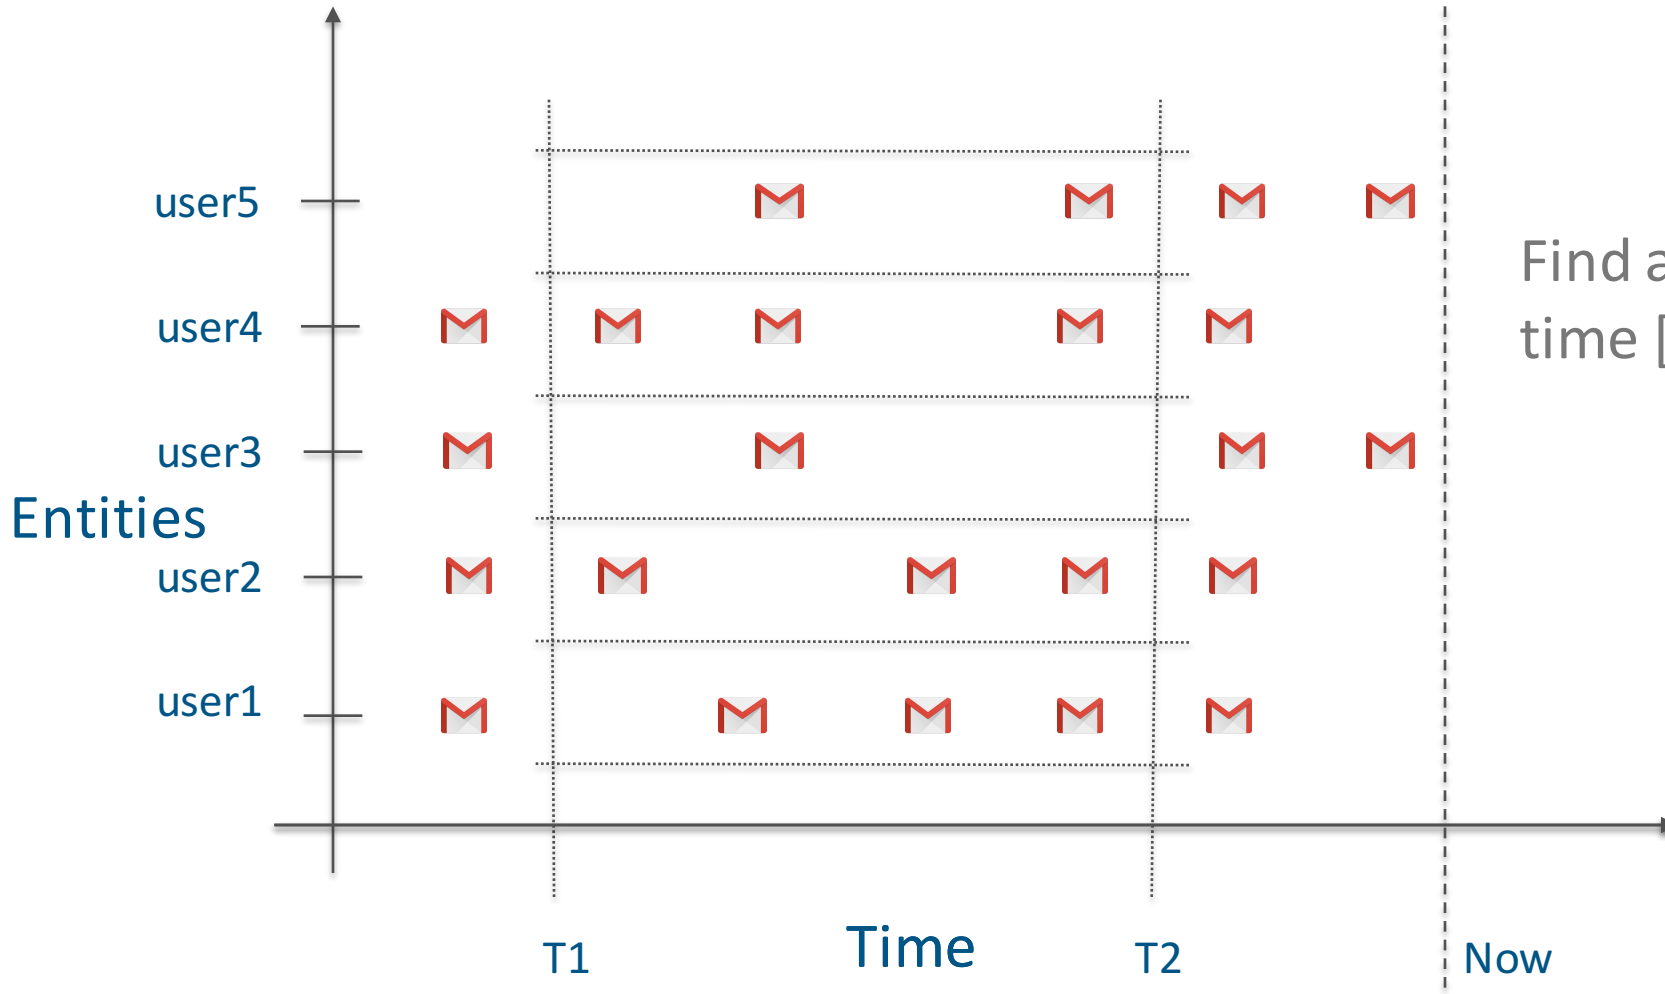 user5
user4
user3
Entities
user2
user1
T1
Time
T2
Now
Find a
time [